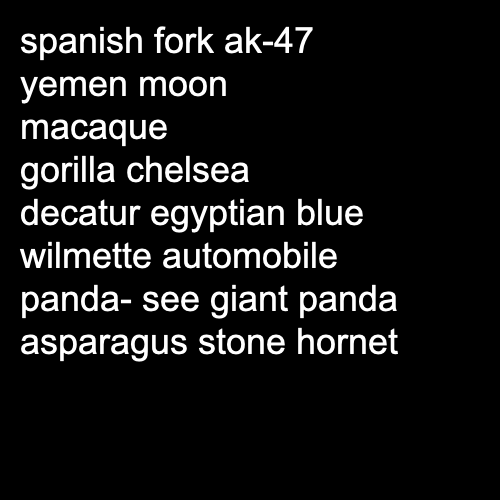 spanish fork ak-47
yemen moon
macaque
gorilla chelsea
decatur egyptian blue
wilmette automobile
panda- see giant panda
asparagus stone hornet